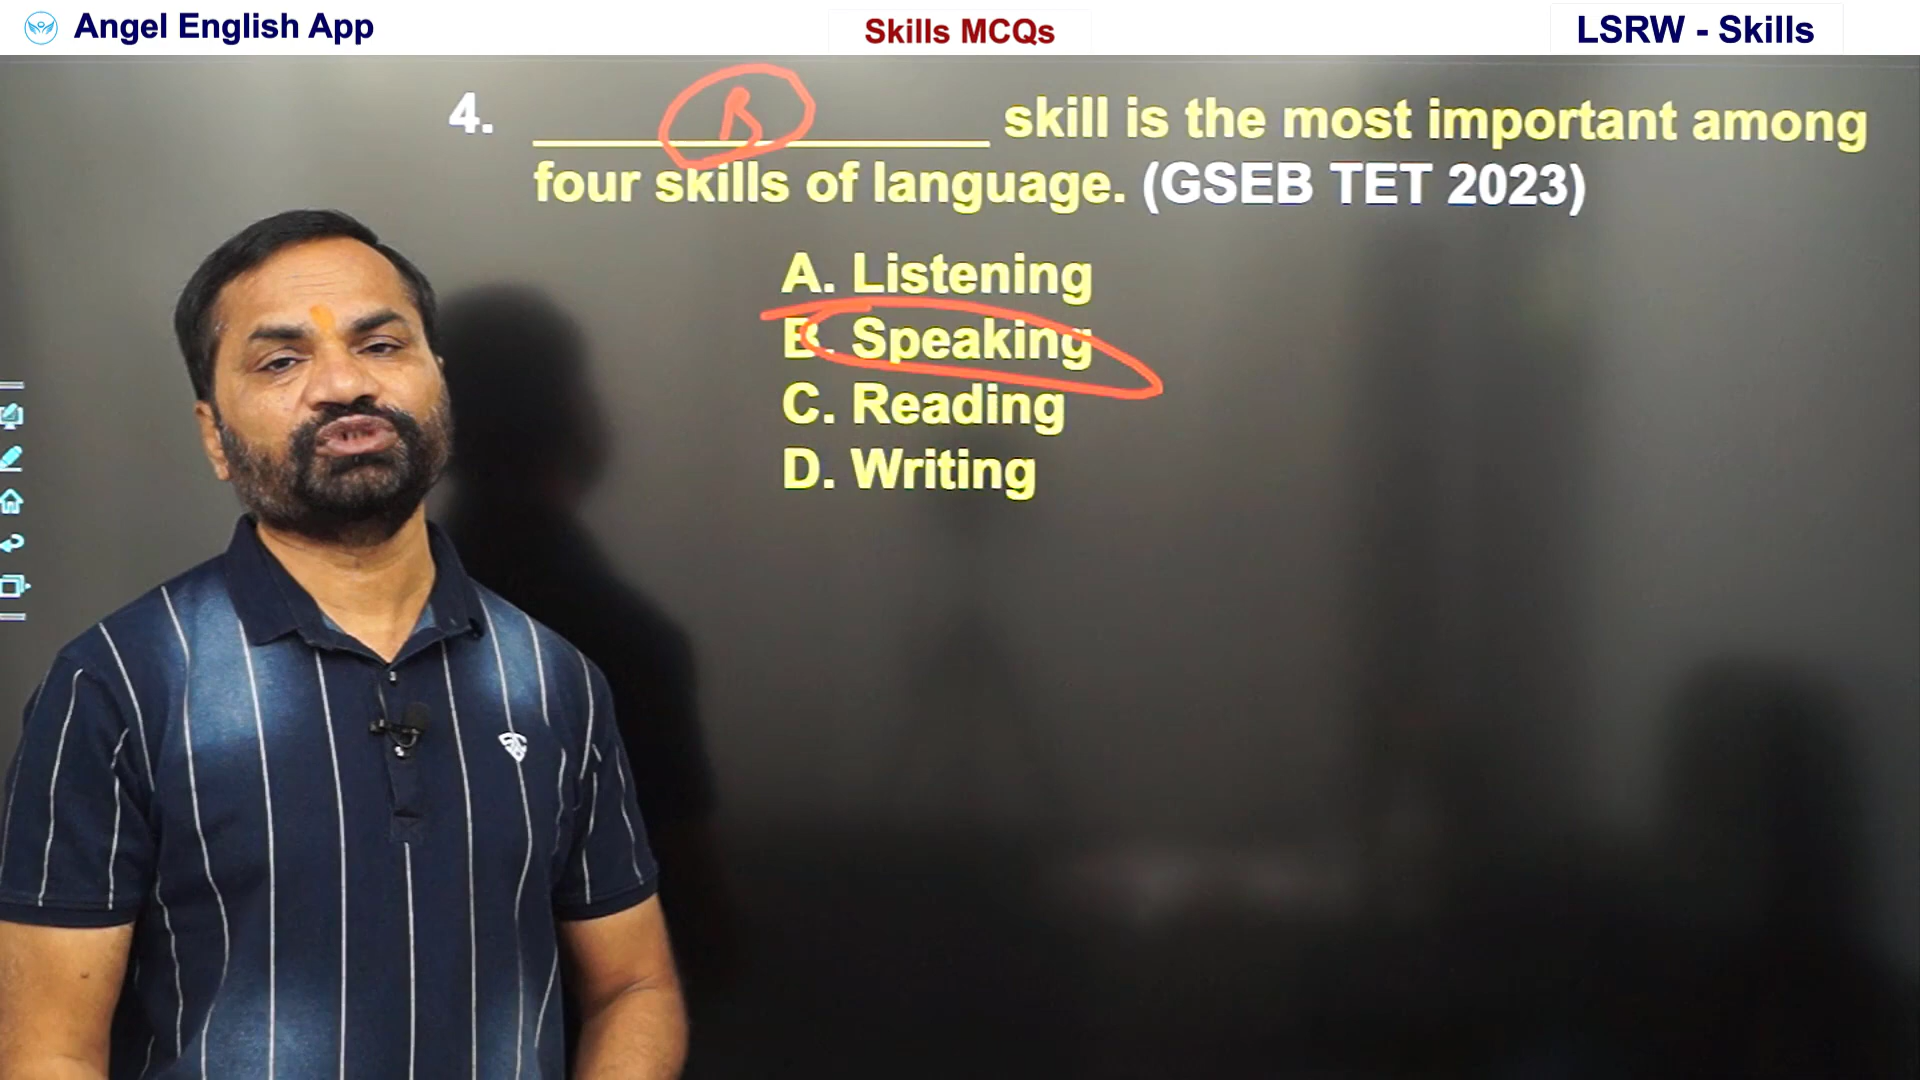 Angel English App
Skills MCQs
LSRW - Skills
B
4. ________________ skill is the most important among
four skills of language. (GSEB TET 2023)
A. Listening
B. Speaking
C. Reading
D. Writing